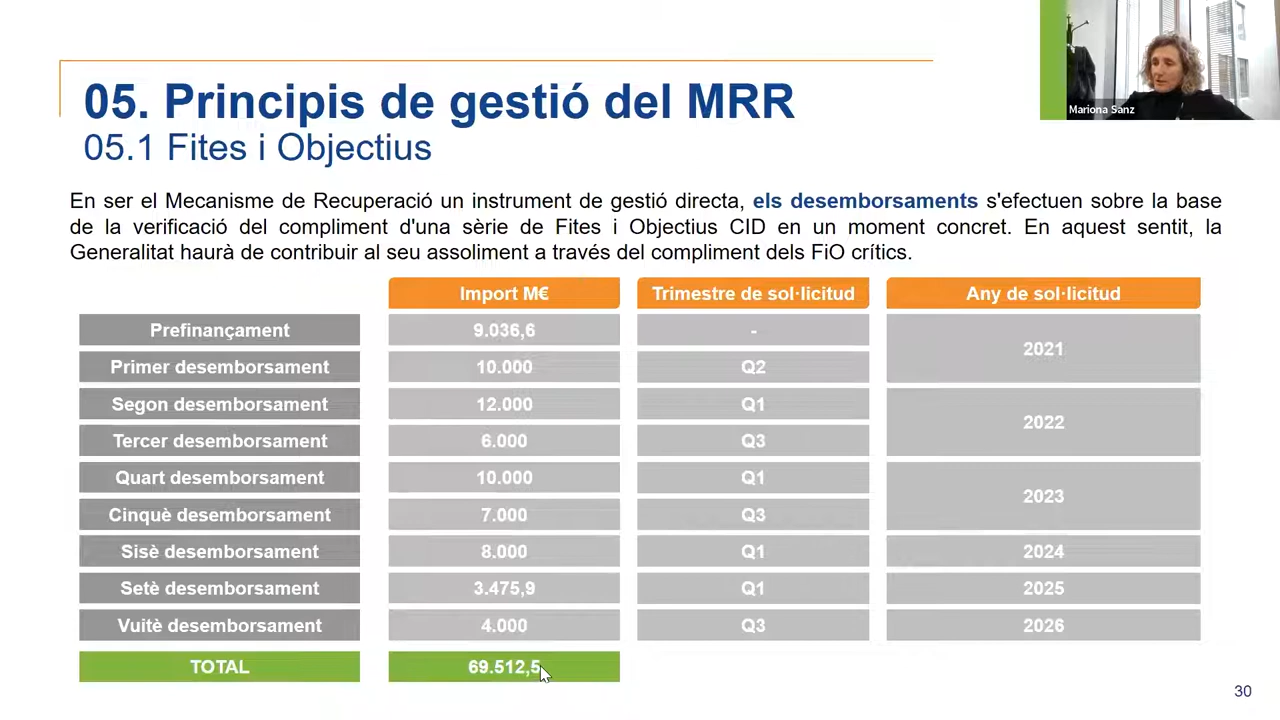 05. Principis de gestió del MRR
05.1 Fites i Objectius
Mariona Sanz
En ser el Mecanisme de Recuperació un instrument de gestió directa, els desemborsaments s'efectuen sobre la base
de la verificació del compliment d'una sèrie de Fites i Objectius CID en un moment concret. En aquest sentit, la
Generalitat haurà de contribuir al seu assoliment a través del compliment dels FiO crítics.
Import M€ Trimestre de sol·licitud Any de sol·licitud
Prefinançament 9.036,6 - 2021
Primer desemborsament 10.000 Q2
Segon desemborsament 12.000 Q1 2022
Tercer desemborsament 6.000 Q3
Quart desemborsament 10.000 Q1 2023
Cinquè desemborsament 7.000 Q3
Sisè desemborsament 8.000 Q1 2024
Setè desemborsament 3.475,9 Q1 2025
Vuitè desemborsament 4.000 Q3 2026
TOTAL 69.512,5
30